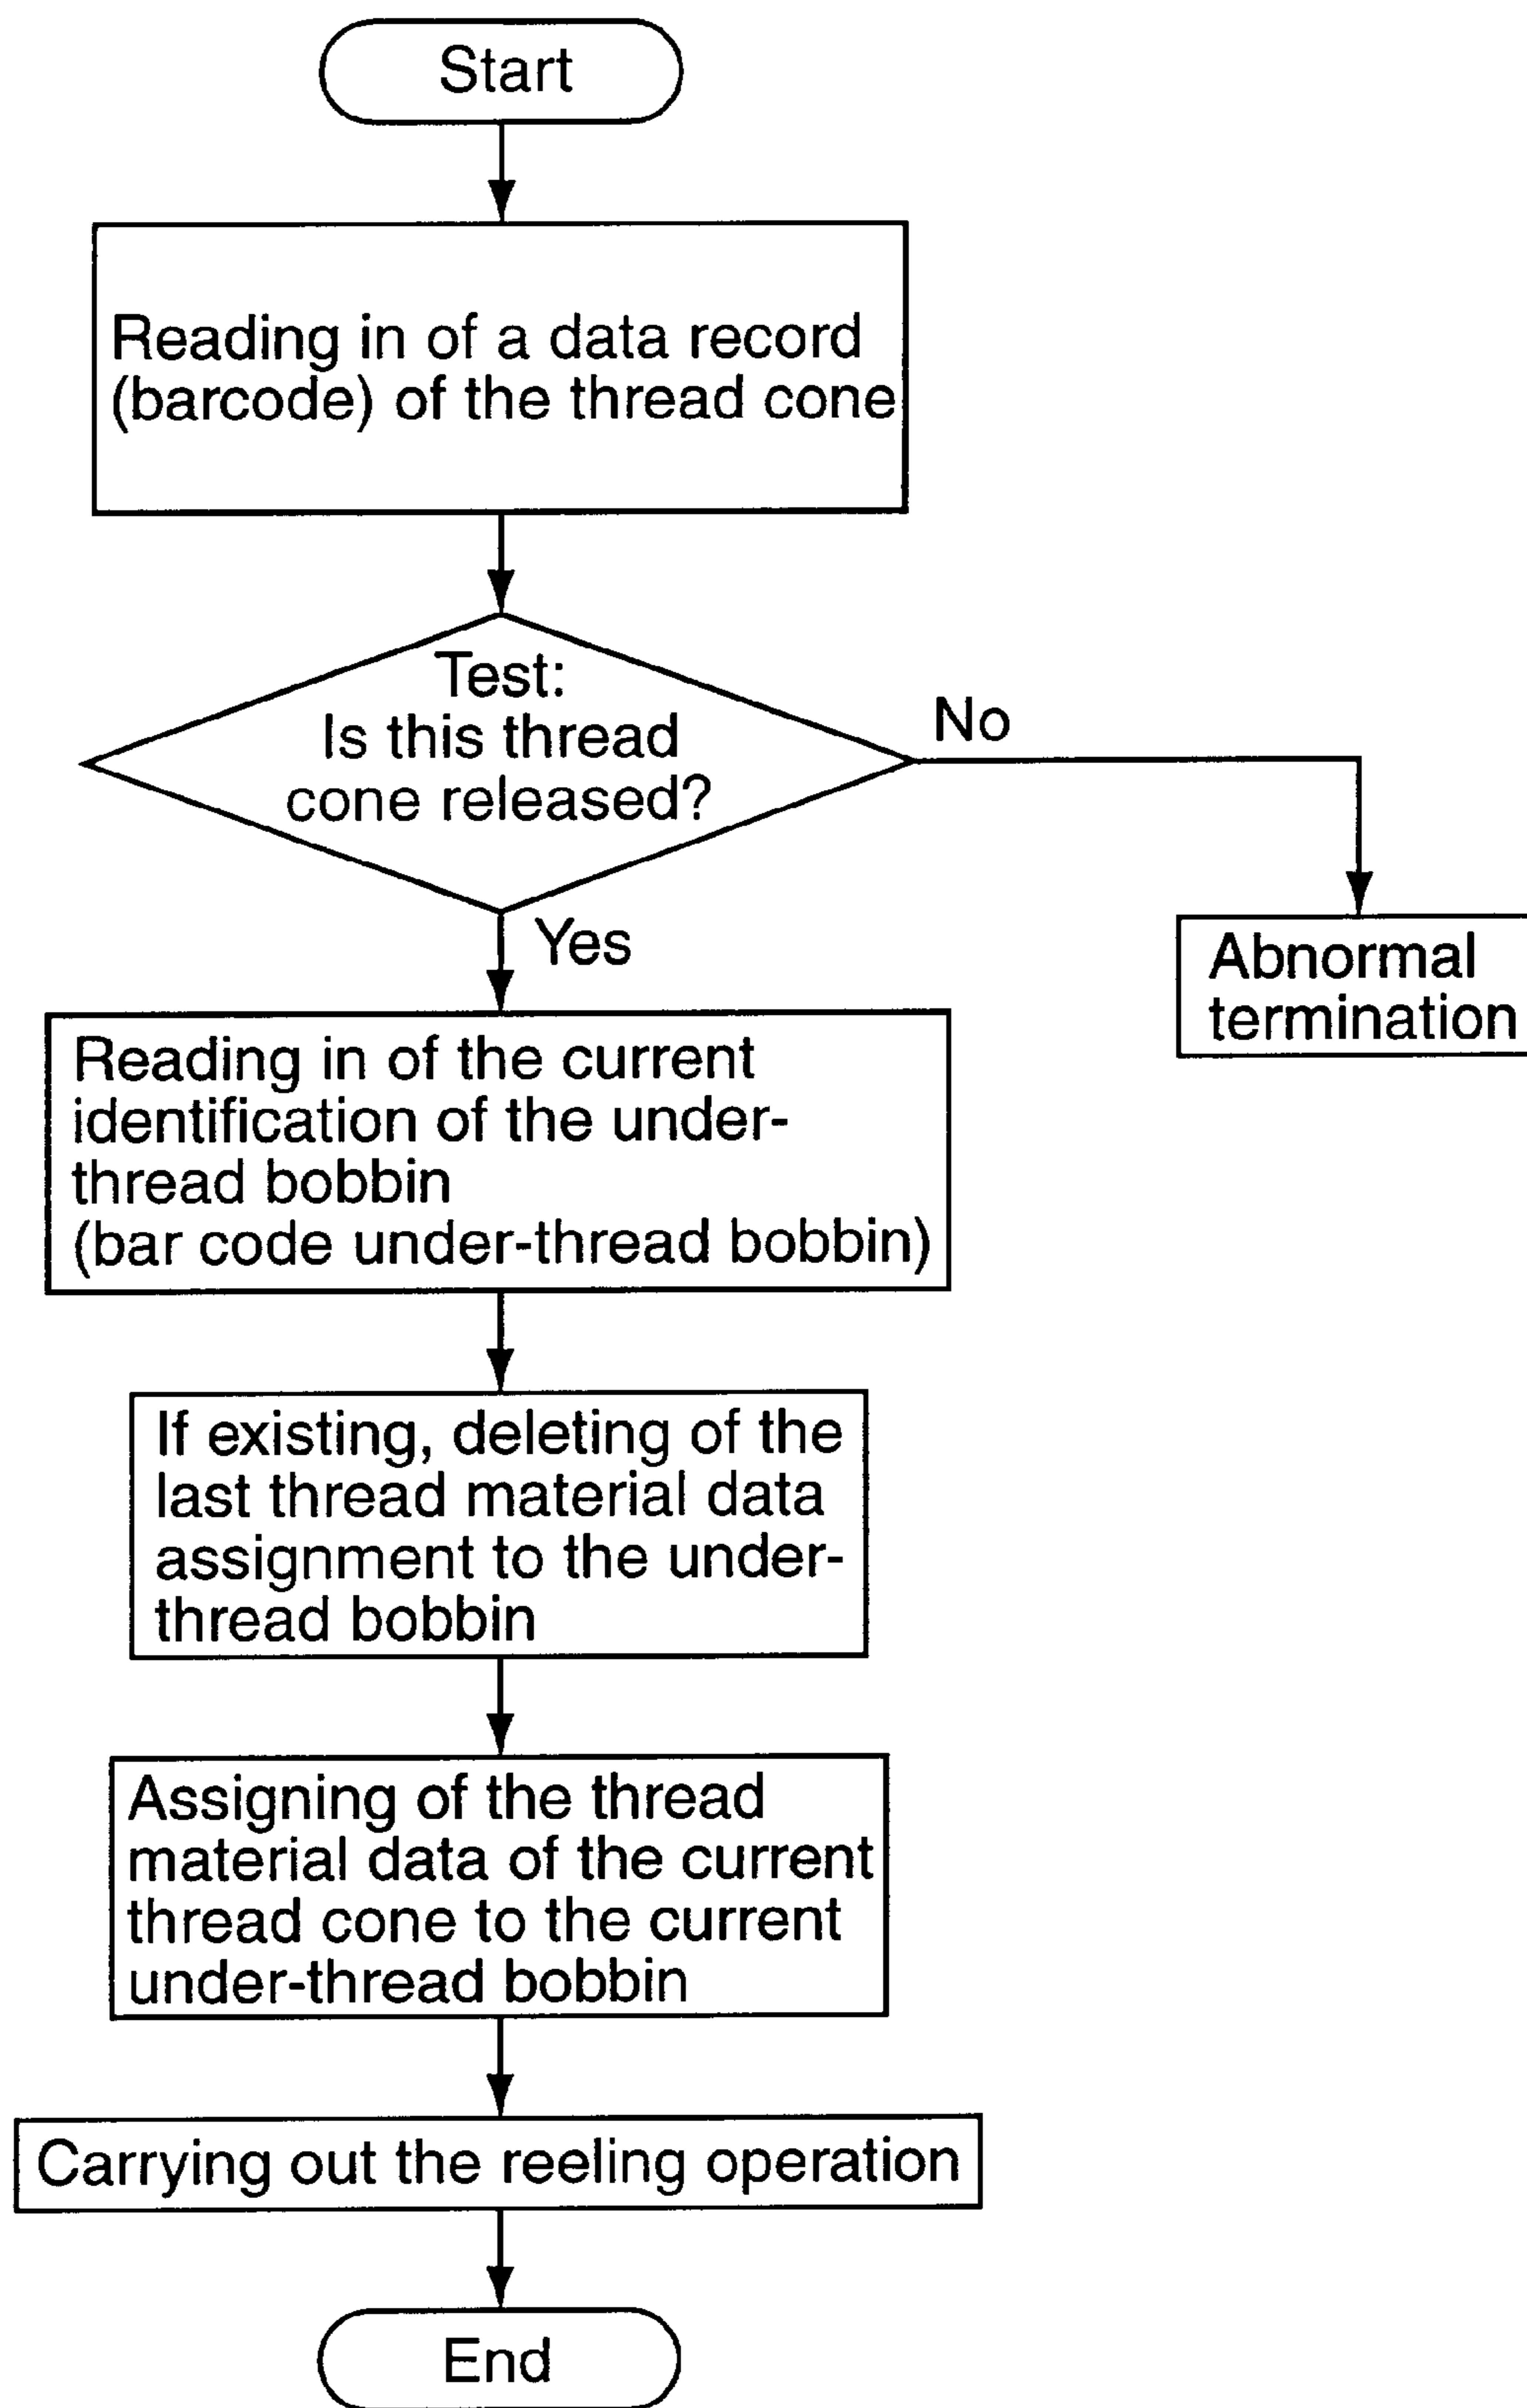 Start
Reading in of a data record
(barcode) of the thread cone
Test:
Is this thread
cone released?
No
Yes
Abnormal
termination
Reading in of the current
identification of the under-
thread bobbin
(bar code under-thread bobbin)
If existing, deleting of the
last thread material data
assignment to the under-
thread bobbin
Assigning of the thread
material data of the current
thread cone to the current
under-thread bobbin
Carrying out the reeling operation
End